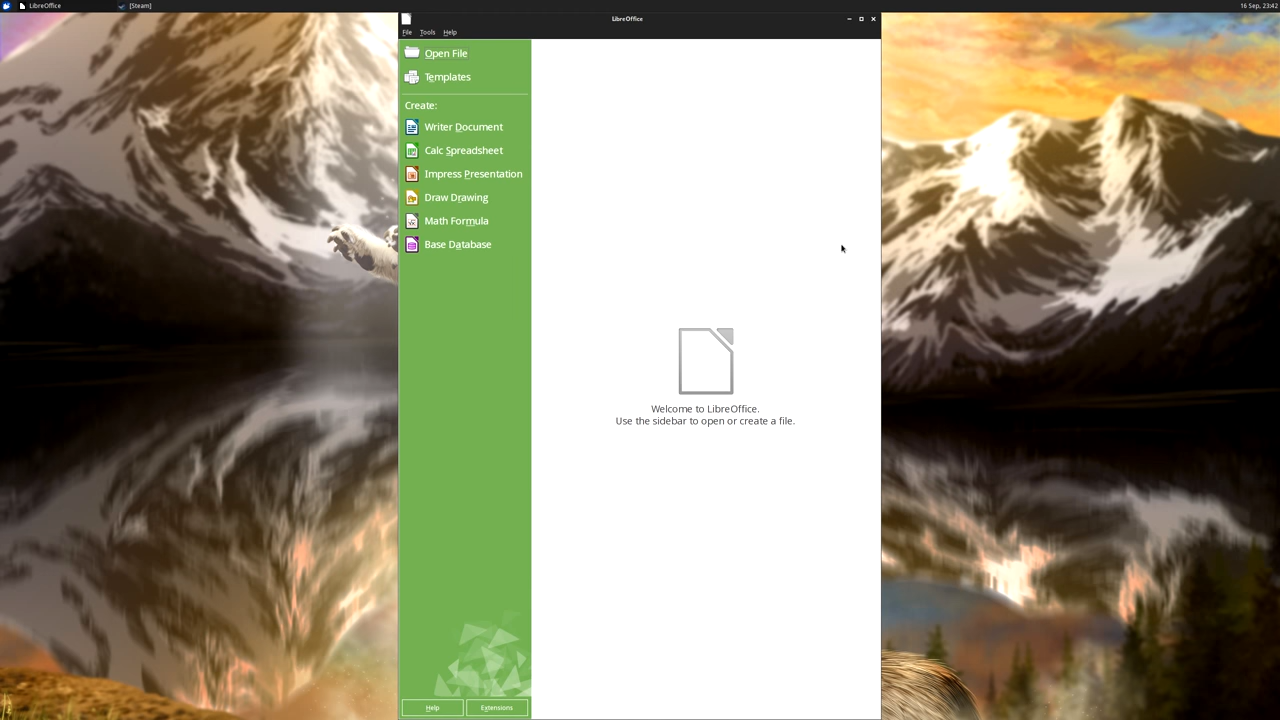 LibreOffice
[Steam]
16 Sep, 23:42
LibreOffice
File Tools Help
Open File
Templates
Create:
Writer Document
Calc Spreadsheet
Impress Presentation
Draw Drawing
Math Formula
Base Database
Welcome to LibreOffice.
Use the sidebar to open or create a file.
Help
Extensions